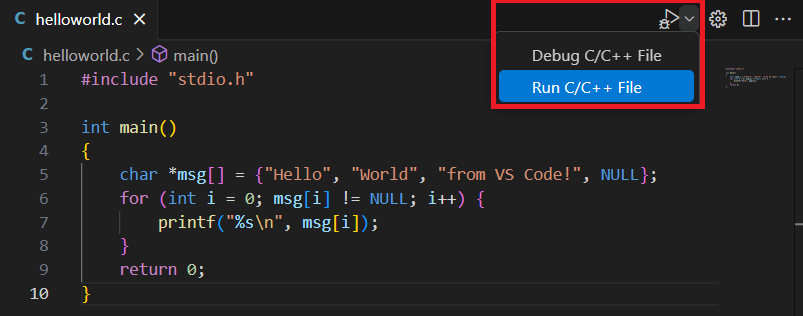 C helloworld.c
C helloworld.c > main()
Debug C/C++ File
Run C/C++ File
1 #include "stdio.h"
2
3 int main()
4 {
5     char *msg[] = {"Hello", "World", "from VS Code!", NULL};
6     for (int i = 0; msg[i] != NULL; i++) {
7         printf("%s\n", msg[i]);
8     }
9     return 0;
10 }